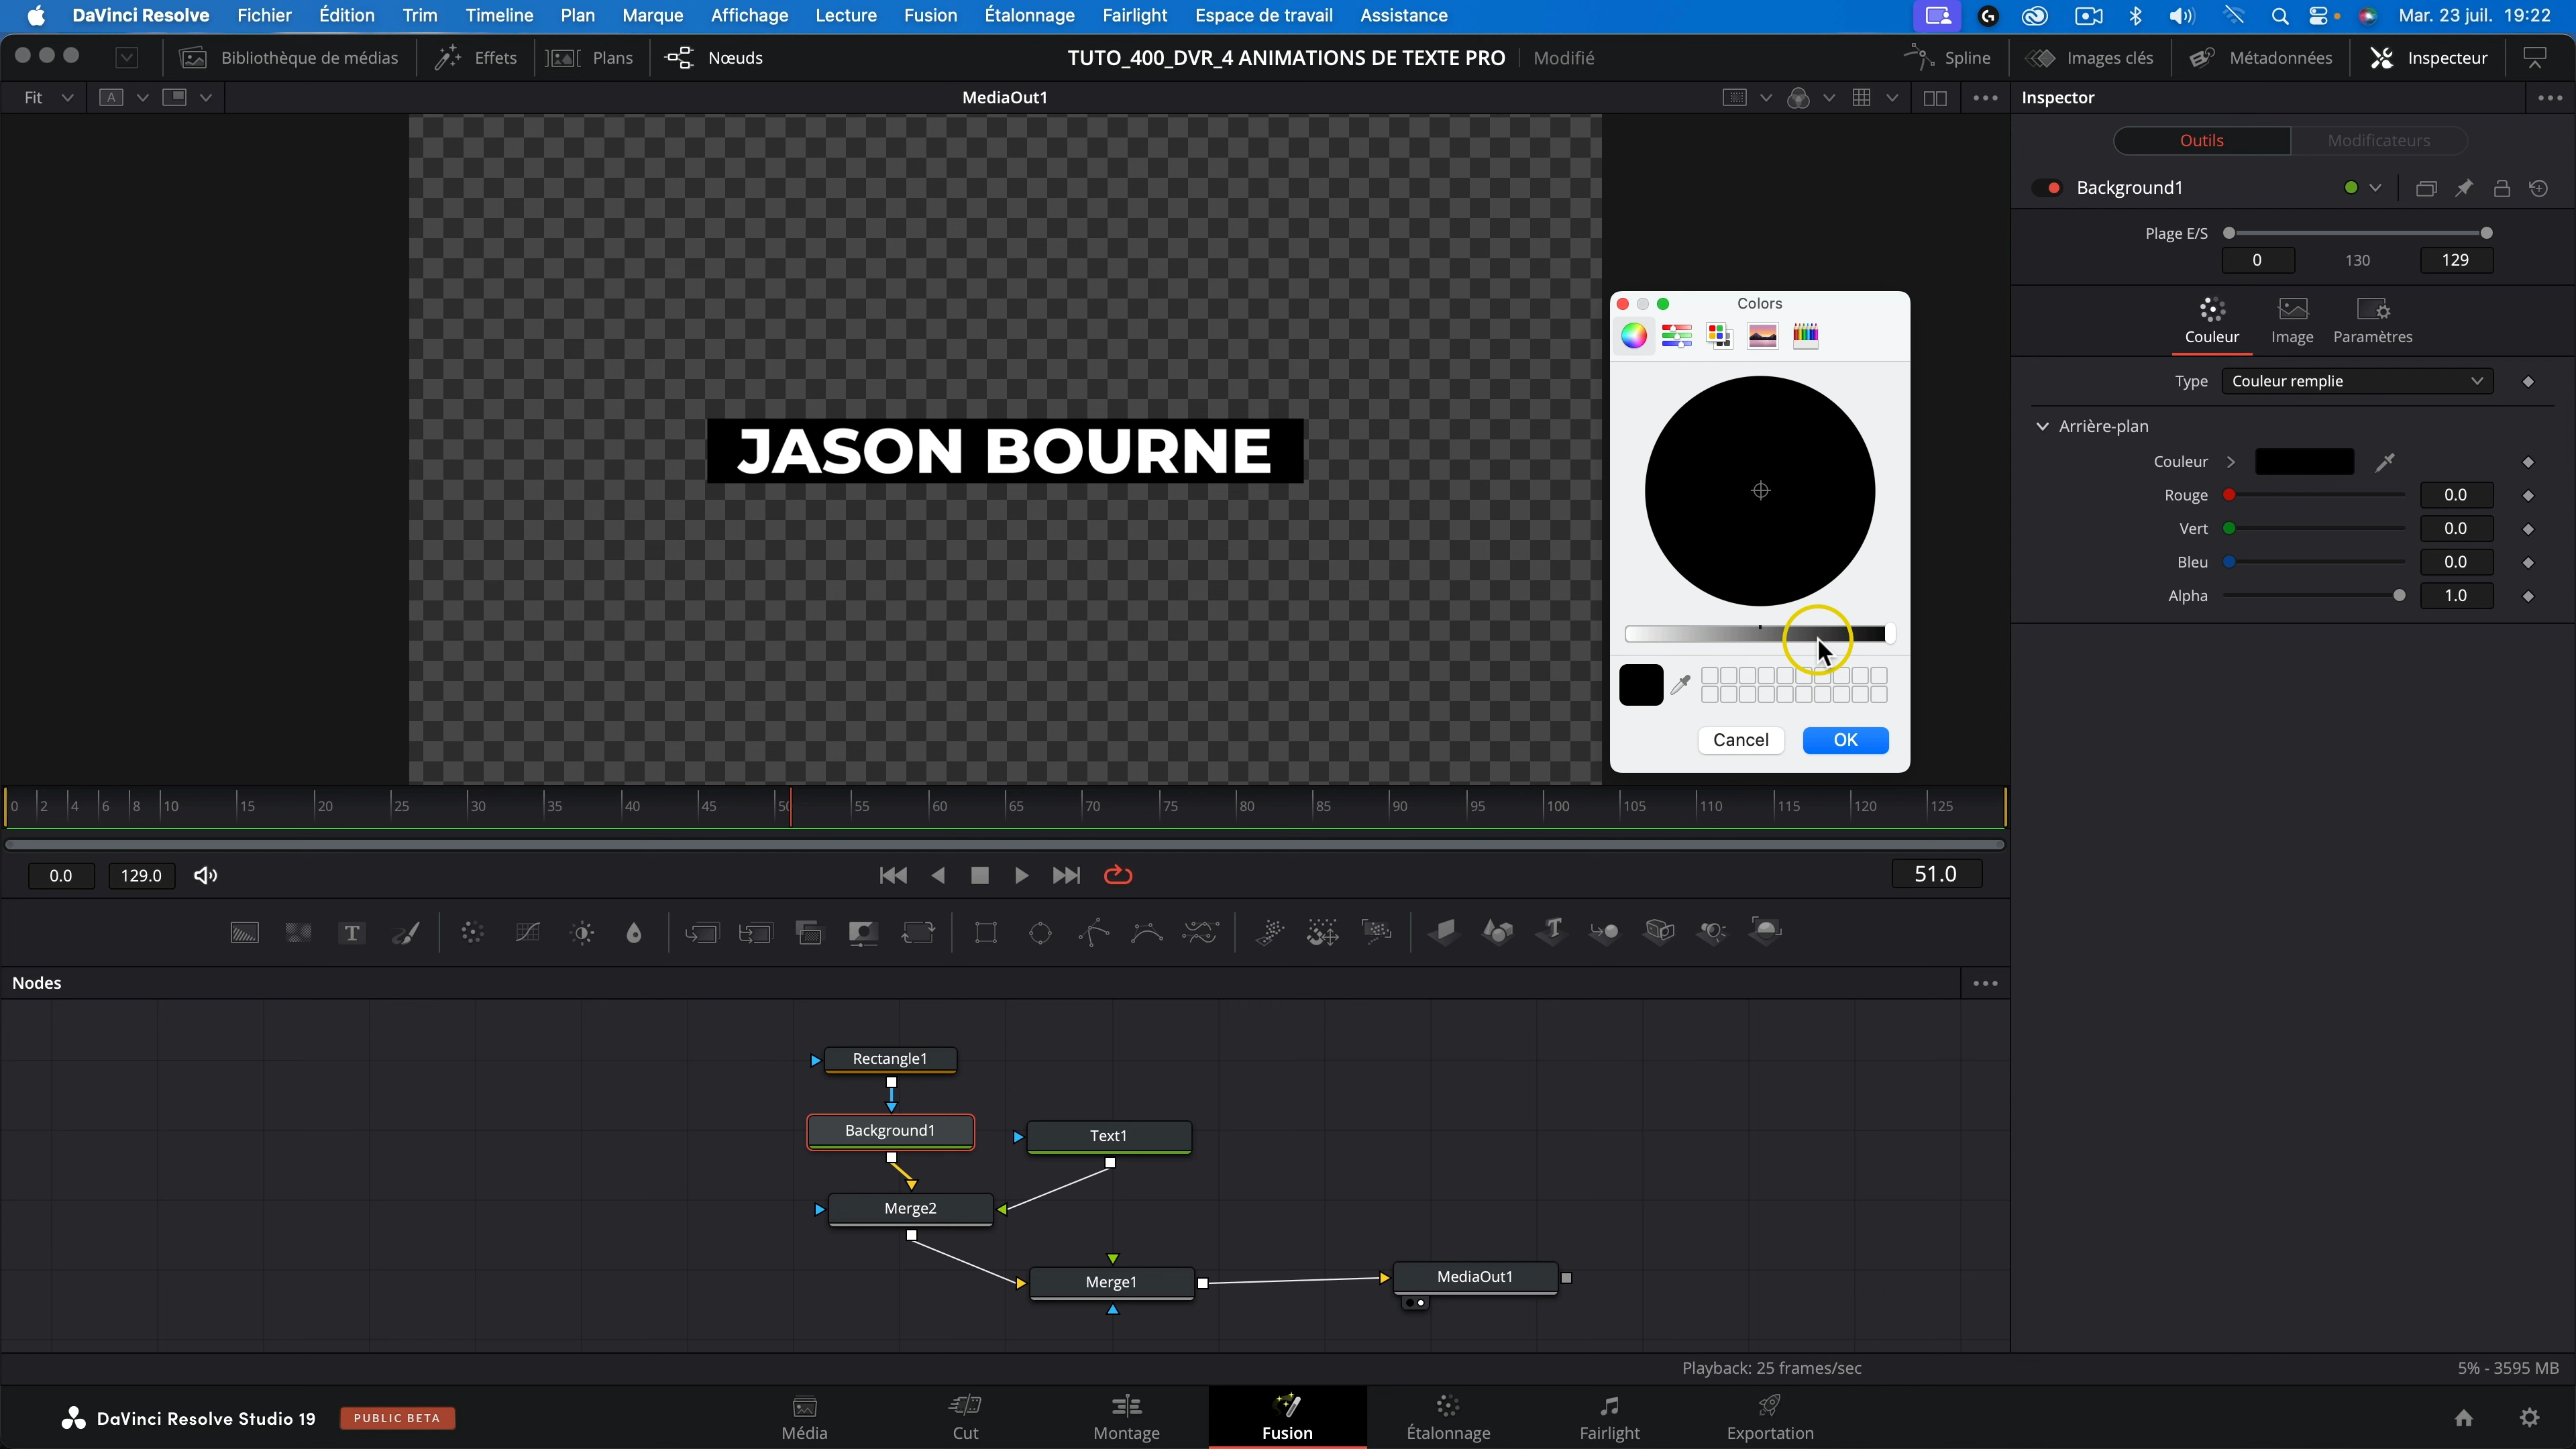 DaVinci Resolve Fichier Édition Trim Timeline Plan Marque Affichage Lecture Fusion Étalonnage Fairlight Espace de travail Assistance Mar. 23 juil. 19:22
Bibliothèque de médias Effets Plans Nœuds TUTO_400_DVR_4 ANIMATIONS DE TEXTE PRO Modifié Spline Images clés Métadonnées Inspecteur
Fit A MediaOut1 Inspector
Outils Modificateurs
Background1
Plage E/S
0 130 129
Couleur Image Paramètres
Type Couleur remplie
Arrière-plan
Couleur
Rouge 0.0
Vert 0.0
Bleu 0.0
Alpha 1.0
JASON BOURNE
Colors
Cancel OK
0 2 4 6 8 10 15 20 25 30 35 40 45 50 55 60 65 70 75 80 85 90 95 100 105 110 115 120 125
0.0 129.0 51.0
T T
Nodes
Rectangle1
Background1
Text1
Merge2
Merge1
MediaOut1
Playback: 25 frames/sec 5% - 3595 MB
DaVinci Resolve Studio 19 PUBLIC BETA
Média Cut Montage Fusion Étalonnage Fairlight Exportation